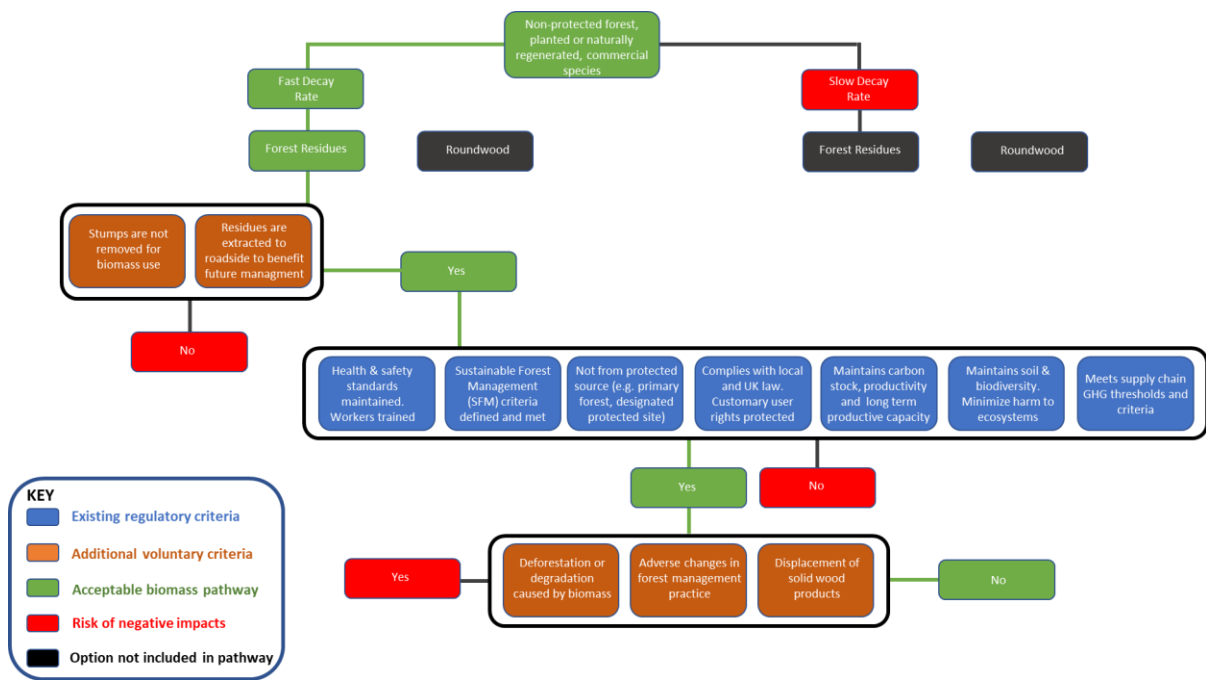 Non-protected forest,
planted or naturally
regenerated, commercial
species
Fast Decay
Rate
Slow Decay
Rate
Forest Residues
Roundwood
Forest Residues
Roundwood
Stumps are not
removed for
biomass use
Residues are
extracted to
roadside to benefit
future managment
Yes
No
Health & safety
standards
maintained.
Workers trained
Sustainable Forest
Management
(SFM) criteria
defined and met
Not from protected
source (e.g. primary
forest, designated
protected site)
Complies with local
and UK law.
Customary user
rights protected
Maintains carbon
stock, productivity
and long term
productive capacity
Maintains soil &
biodiversity.
Minimize harm to
ecosystems
Meets supply chain
GHG thresholds and
criteria
Yes
No
Yes
Deforestation or
degradation
caused by biomass
Adverse changes in
forest management
practice
Displacement of
solid wood
products
No
KEY
Existing regulatory criteria
Additional voluntary criteria
Acceptable biomass pathway
Risk of negative impacts
Option not included in pathway